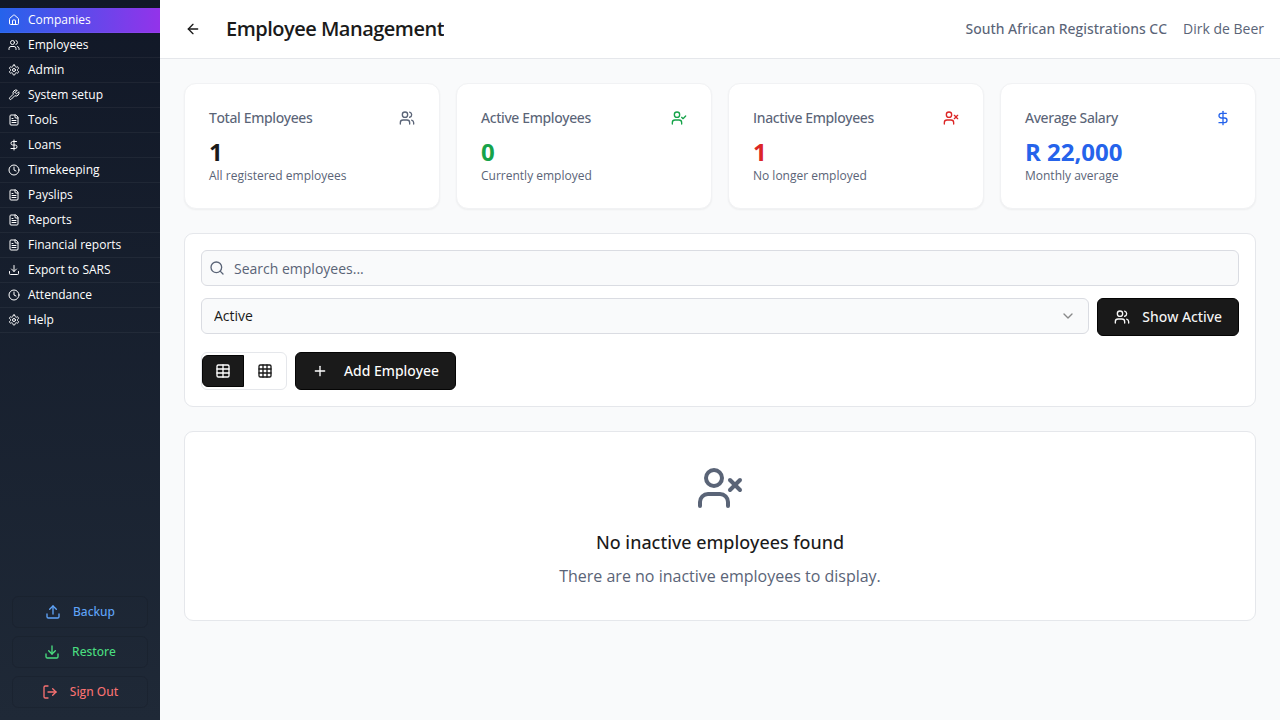 Companies
Employees
Admin
System setup
Tools
Loans
Timekeeping
Payslips
Reports
Financial reports
Export to SARS
Attendance
Help
Backup
Restore
Sign Out
Employee Management
South African Registrations CC
Dirk de Beer
Total Employees
1
All registered employees
Active Employees
0
Currently employed
Inactive Employees
1
No longer employed
Average Salary
R 22,000
Monthly average
Search employees...
Active
Show Active
Add Employee
No inactive employees found
There are no inactive employees to display.